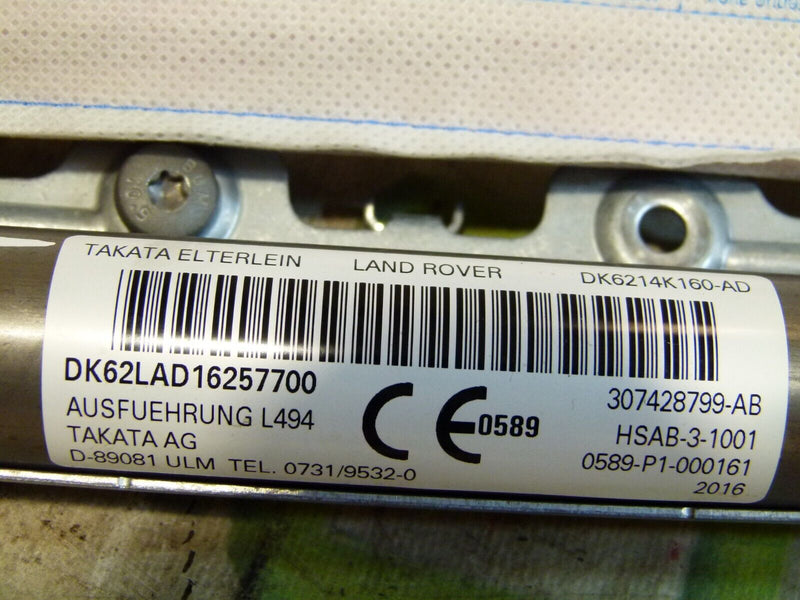 TAKATA ELTERLEIN LAND ROVER DK6214K160-AD
DK62LAD16257700
AUSFUEHRUNG L494
TAKATA AG
D-89081 ULM TEL. 0731/9532-0
CE 0589
307428799-AB
HSAB-3-1001
0589-P1-000161
2016